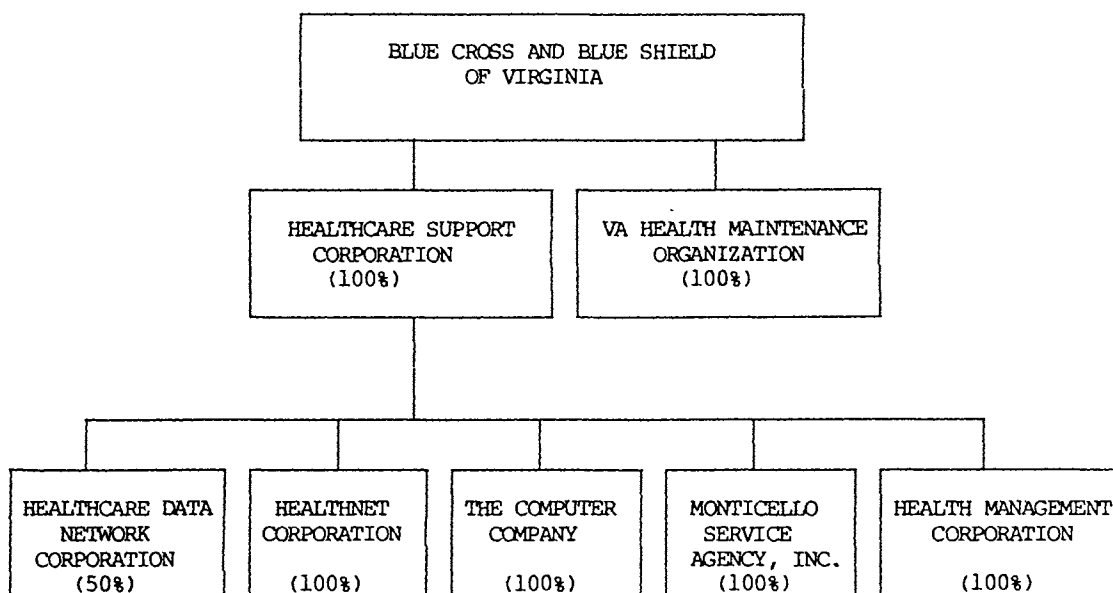 BLUE CROSS AND BLUE SHIELD
OF VIRGINIA
HEALTHCARE SUPPORT
CORPORATION
(100%)
VA HEALTH MAINTENANCE
ORGANIZATION
(100%)
HEALTHCARE DATA
NETWORK
CORPORATION
(50%)
HEALTHNET
CORPORATION
(100%)
THE COMPUTER
COMPANY
(100%)
MONTICELLO
SERVICE
AGENCY, INC.
(100%)
HEALTH MANAGEMENT
CORPORATION
(100%)